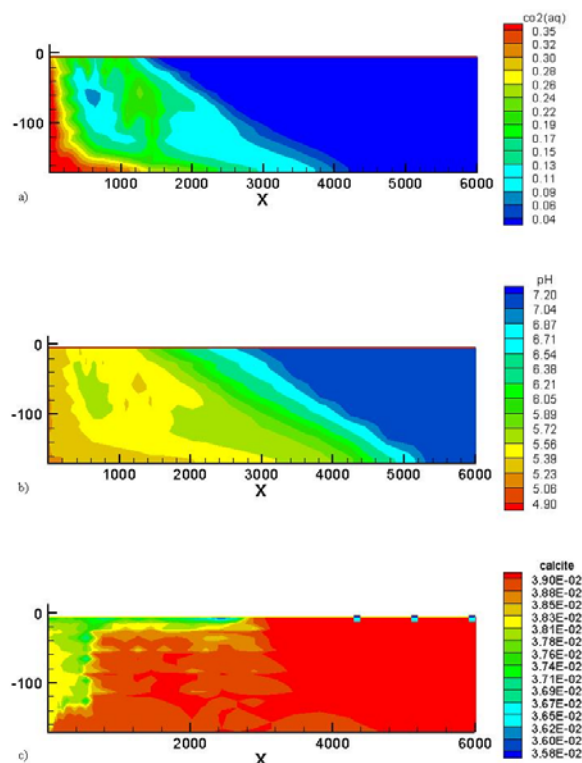 co2(aq)
0.35
0.32
0.30
0.28
0.26
0.24
0.22
0.19
0.17
0.15
0.13
0.11
0.09
0.06
0.04
0
-100
1000 2000 3000 4000 5000 6000
X
a)
pH
7.20
7.04
6.87
6.71
6.54
6.38
6.21
6.05
5.89
5.72
5.56
5.39
5.23
5.06
4.90
0
-100
1000 2000 3000 4000 5000 6000
X
b)
calcite
3.90E-02
3.88E-02
3.85E-02
3.83E-02
3.81E-02
3.78E-02
3.76E-02
3.74E-02
3.71E-02
3.69E-02
3.67E-02
3.65E-02
3.62E-02
3.60E-02
3.58E-02
0
-100
2000 4000 6000
X
c)